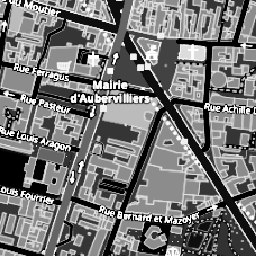 du Moutier
Rue Ferragus
Mairie
d'Aubervilliers
Rue Pasteur
Rue Achille
Rue Louis Aragon
Louis Fourrier
Rue Bernard et Mazoyer